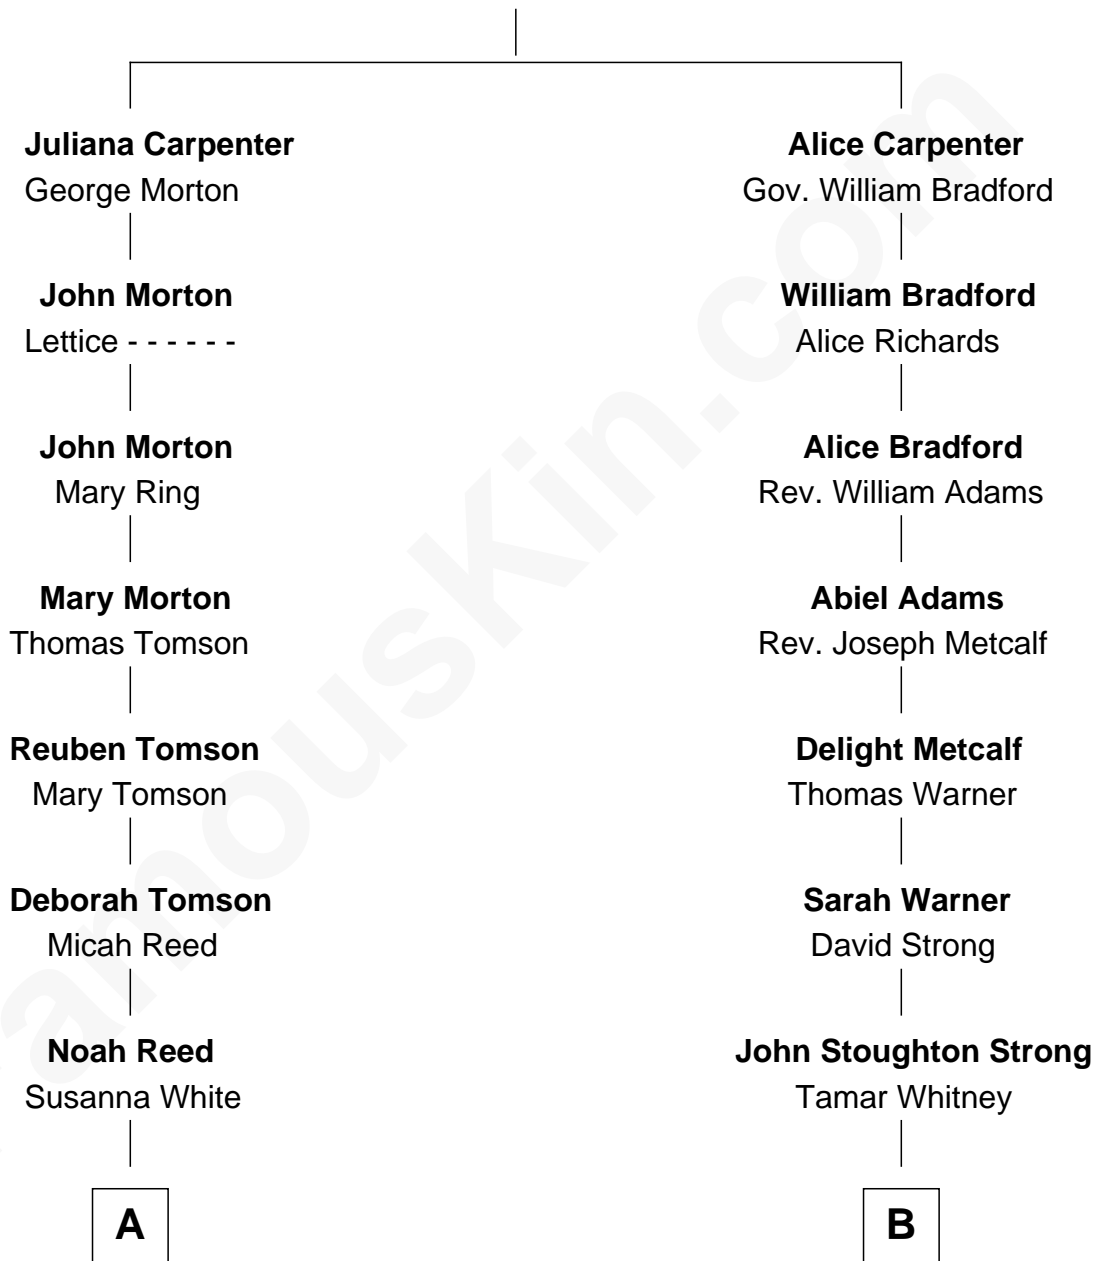 Juliana Carpenter
George Morton
John Morton
Lettice - - - - - -
John Morton
Mary Ring
Mary Morton
Thomas Tomson
Reuben Tomson
Mary Tomson
Deborah Tomson
Micah Reed
Noah Reed
Susanna White
A
Alice Carpenter
Gov. William Bradford
William Bradford
Alice Richards
Alice Bradford
Rev. William Adams
Abiel Adams
Rev. Joseph Metcalf
Delight Metcalf
Thomas Warner
Sarah Warner
David Strong
John Stoughton Strong
Tamar Whitney
B
amouskin.com